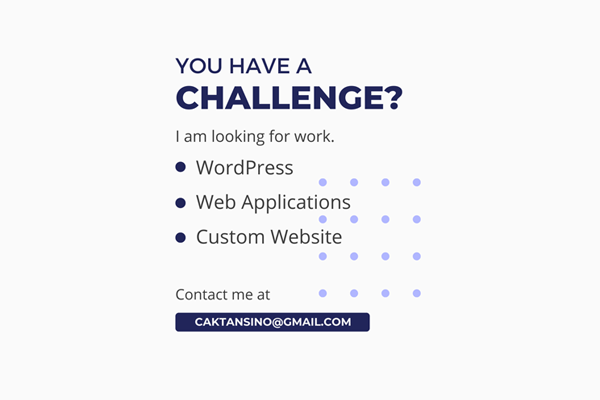 YOU HAVE A
CHALLENGE?
I am looking for work.
WordPress
Web Applications
Custom Website
Contact me at
CAKTANSINO@GMAIL.COM